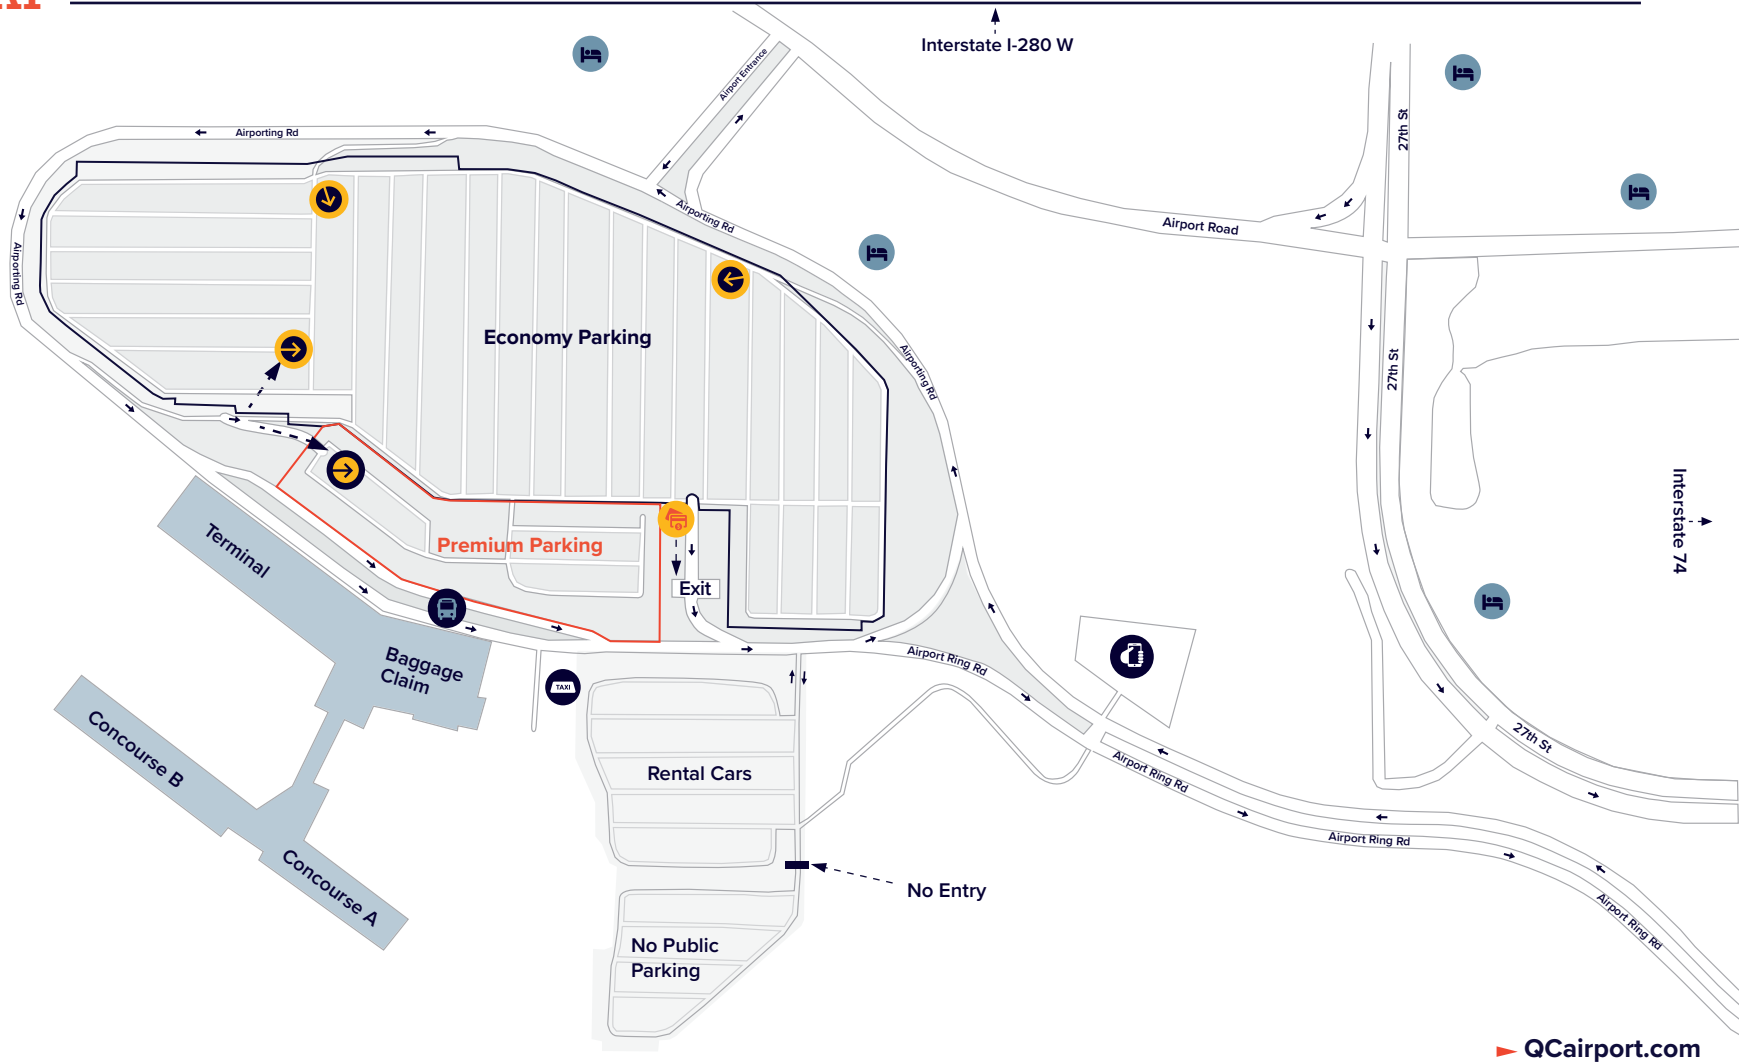 Interstate I-280 W
Airport Entrance
27th St
Airporting Rd
Airporting Rd
Airport Road
Airporting Rd
Economy Parking
Airporting Rd
27th St
Interstate 74
Terminal
Premium Parking
Exit
Baggage
Claim
Airport Ring Rd
TAXI
Concourse B
Rental Cars
27th St
Airport Ring Rd
Airport Ring Rd
Concourse A
No Entry
Airport Ring Rd
No Public
Parking
QCairport.com